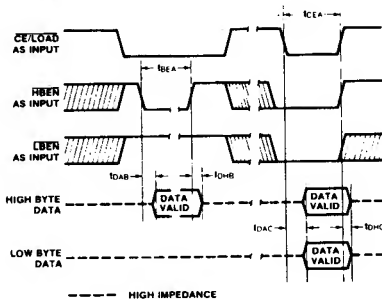 CE/LOAD
AS INPUT
tCEA
tBEA
HBEN
AS INPUT
LBEN
AS INPUT
tDAB
tDHB
HIGH BYTE
DATA
DATA
VALID
DATA
VALID
tDAC
tDHC
LOW BYTE
DATA
DATA
VALID
HIGH IMPEDANCE